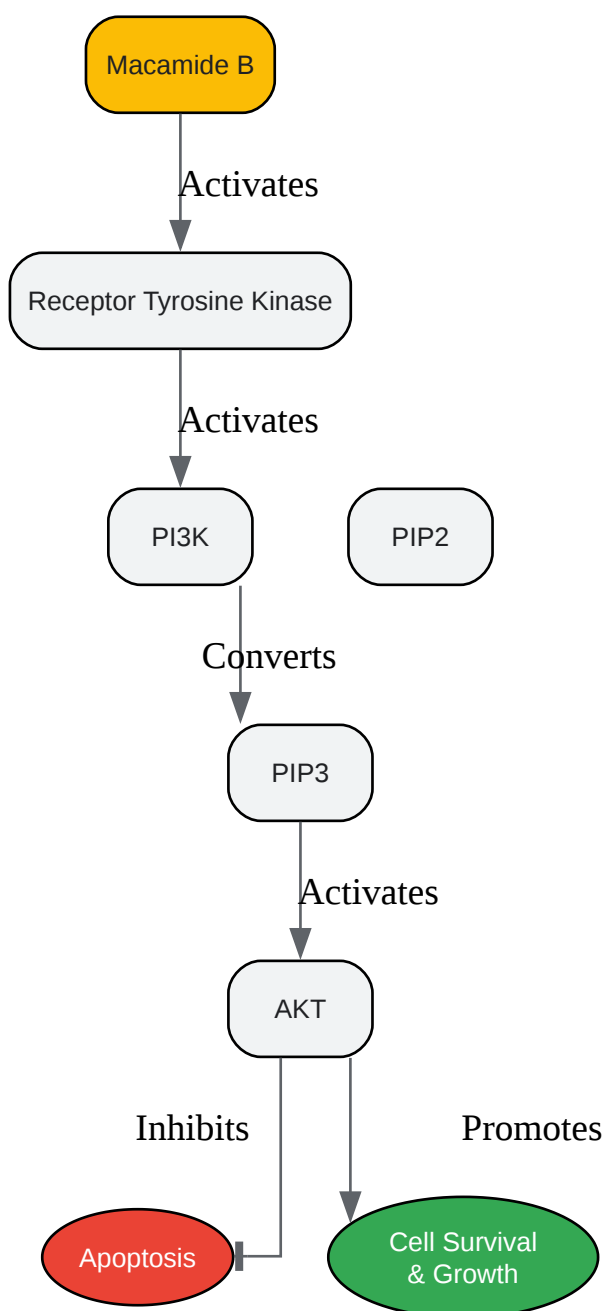 Macamide B
Activates
Receptor Tyrosine Kinase
Activates
PI3K
PIP2
Converts
PIP3
Activates
AKT
Inhibits
Promotes
Apoptosis
Cell Survival
& Growth